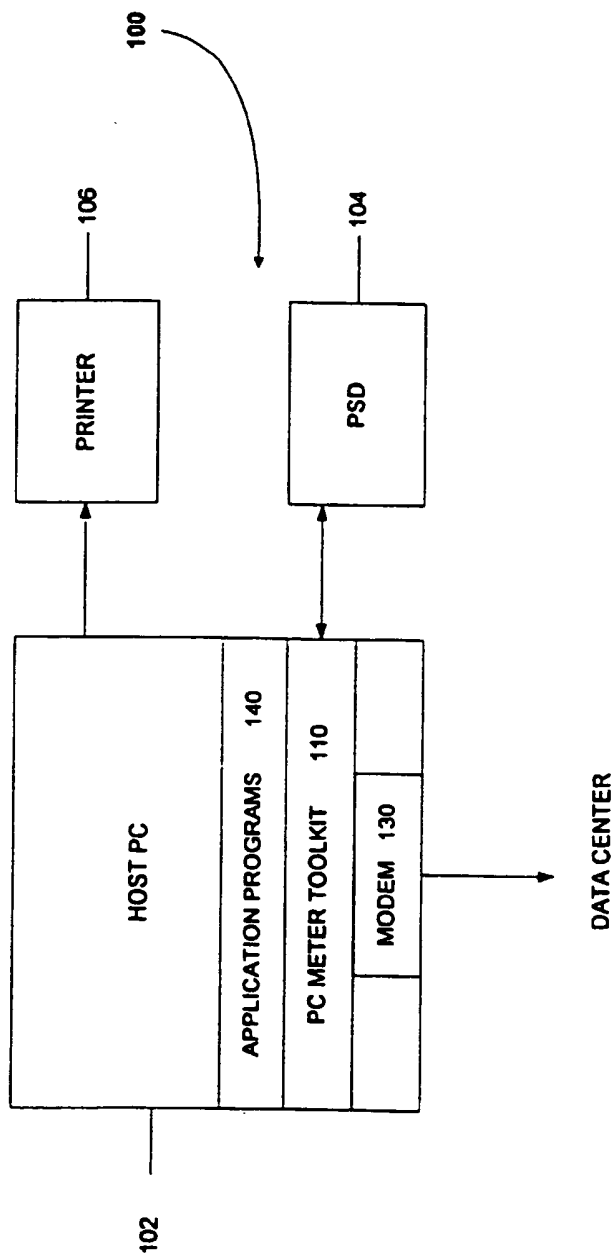 100
PRINTER
106
PSD
104
HOST PC
APPLICATION PROGRAMS 140
PC METER TOOLKIT 110
MODEM 130
102
DATA CENTER